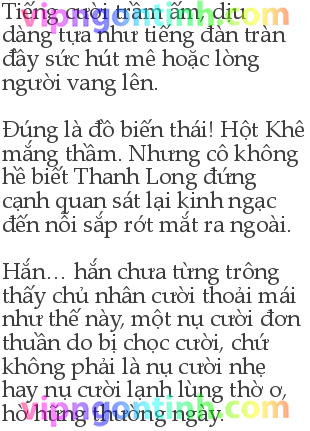 Tiếng cười trầm ấm, dịu
dàng tựa như tiếng đàn tràn
đầy sức hút mê hoặc lòng
người vang lên.
Đúng là đồ biến thái! Hột Khê
mắng thầm. Nhưng cô không
hề biết Thanh Long đứng
cạnh quan sát lại kinh ngạc
đến nỗi sắp rớt mắt ra ngoài.
Hắn... hắn chưa từng trông
thấy chủ nhân cười thoải mái
như thế này, một nụ cười đơn
thuần do bị chọc cười, chứ
không phải là nụ cười nhẹ
hay nụ cười lạnh lùng thờ ơ,
hờ hững thường ngày.
vipngontinh.com
vipngontinh.com